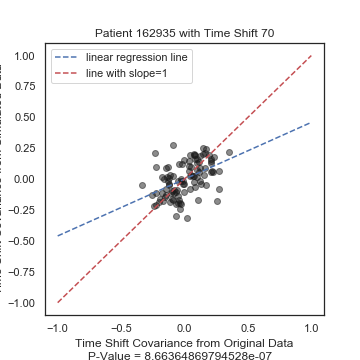 Patient 162935 with Time Shift 70
linear regression line
line with slope=1
1.00
0.75
0.50
0.25
0.00
−0.25
−0.50
−0.75
−1.00
−1.0 −0.5 0.0 0.5 1.0
Time Shift Covariance from Original Data
P-Value = 8.66364869794528e-07